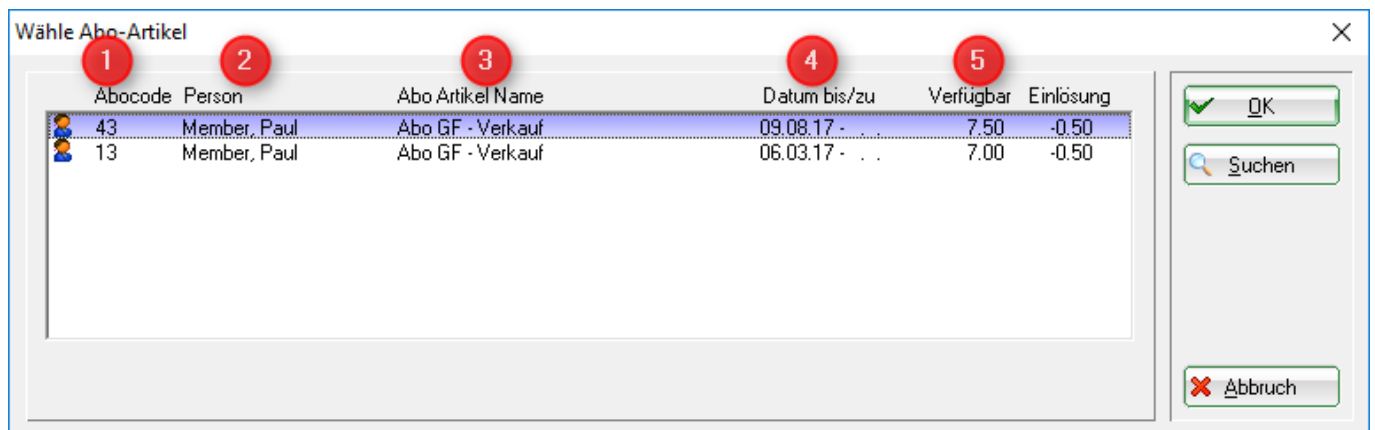 Wähle Abo-Artikel
1 2 3 4 5
Abocode Person Abo Artikel Name Datum bis/zu Verfügbar Einlösung
43 Member, Paul Abo GF - Verkauf 09.08.17 - . . 7.50 -0.50
13 Member, Paul Abo GF - Verkauf 06.03.17 - . . 7.00 -0.50
OK
Suchen
Abbruch